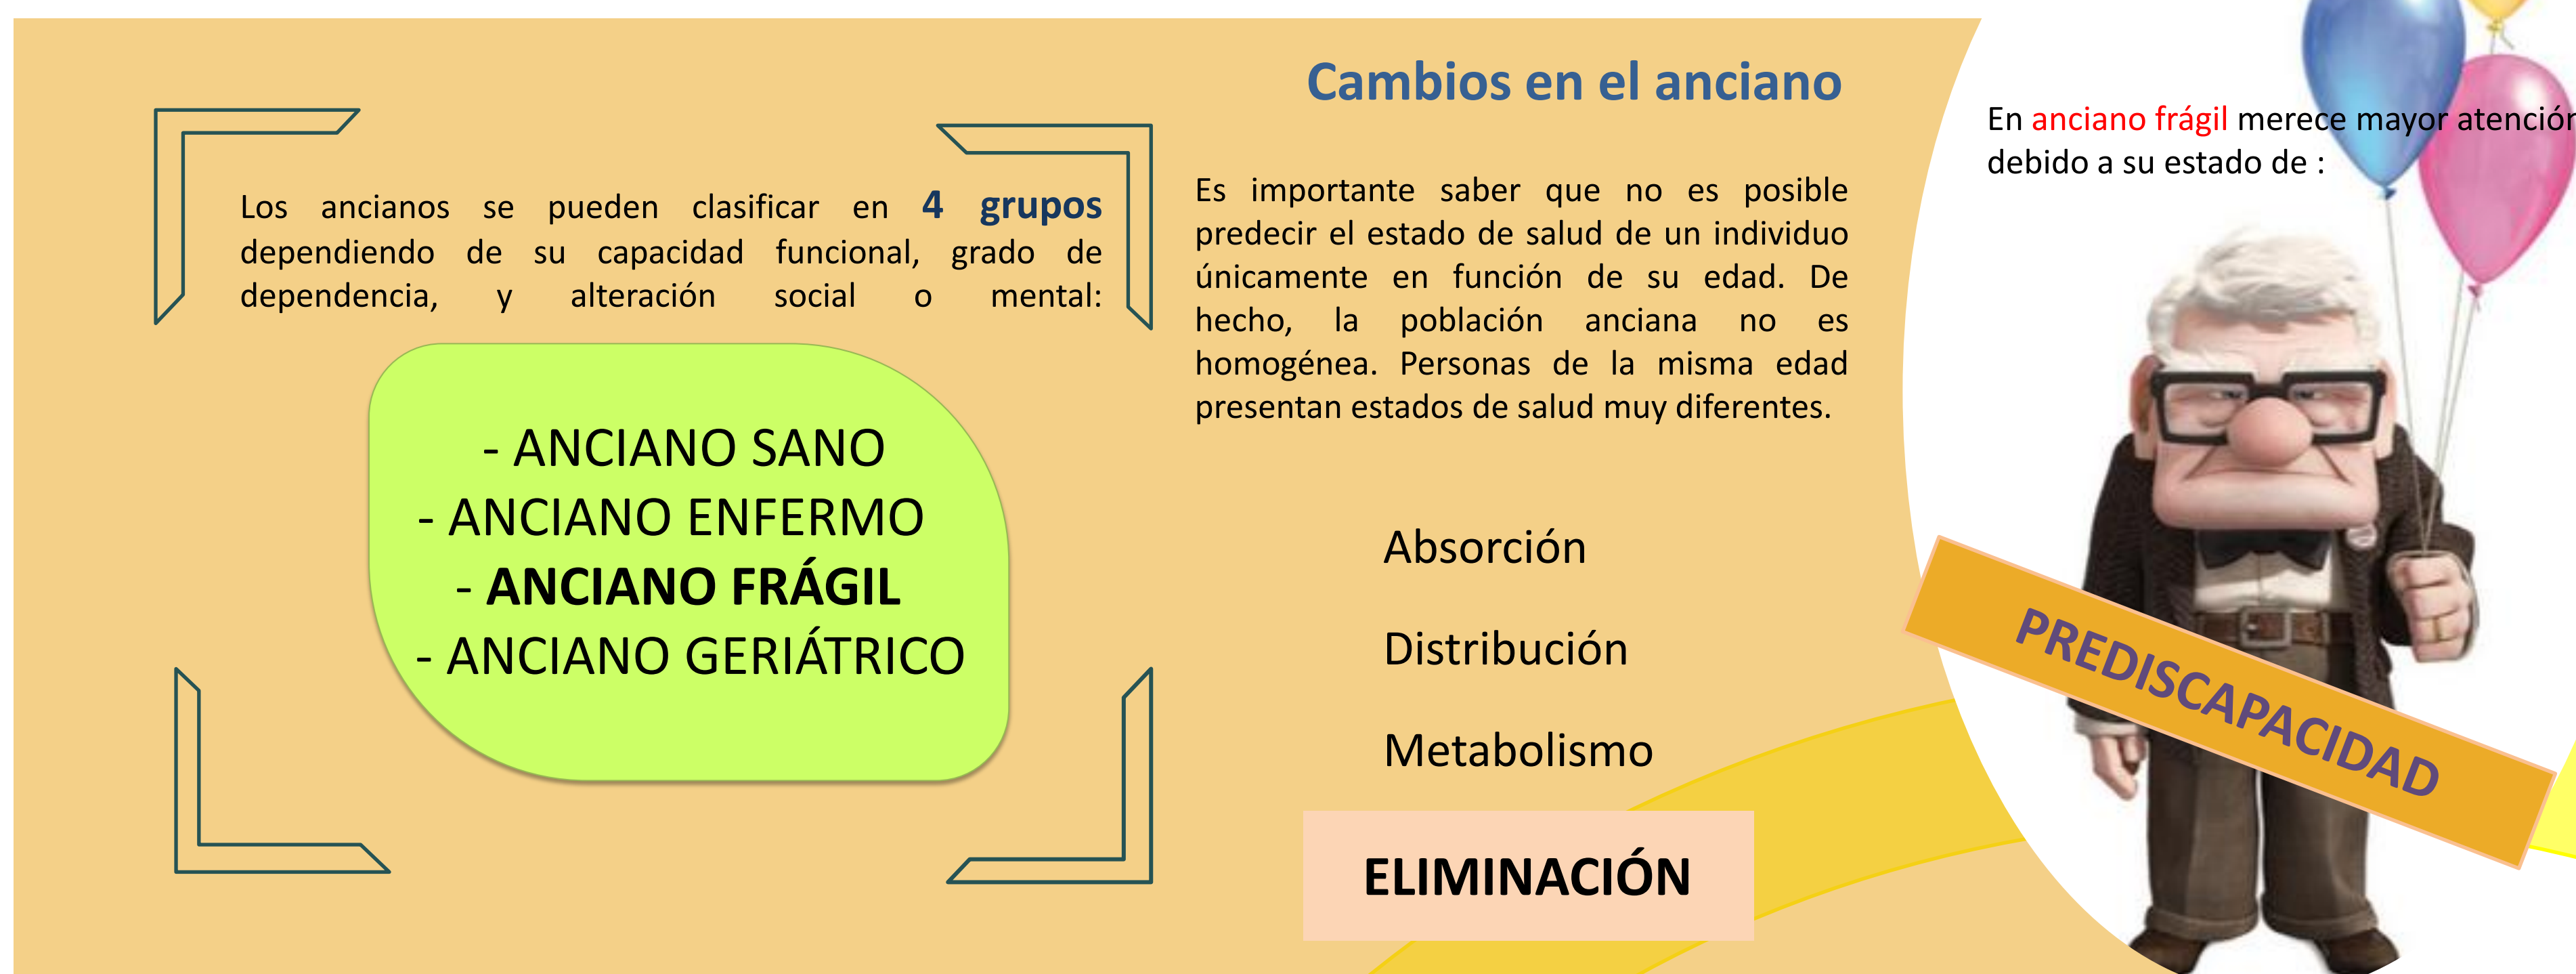 Los ancianos se pueden clasificar en 4 grupos
dependiendo de su capacidad funcional, grado de
dependencia, y alteración social o mental:
- ANCIANO SANO
- ANCIANO ENFERMO
- ANCIANO FRÁGIL
- ANCIANO GERIÁTRICO
Cambios en el anciano
Es importante saber que no es posible
predecir el estado de salud de un individuo
únicamente en función de su edad. De
hecho, la población anciana no es
homogénea. Personas de la misma edad
presentan estados de salud muy diferentes.
Absorción
Distribución
Metabolismo
ELIMINACIÓN
En anciano frágil merece mayor atención
debido a su estado de :
PREDISCAPACIDAD